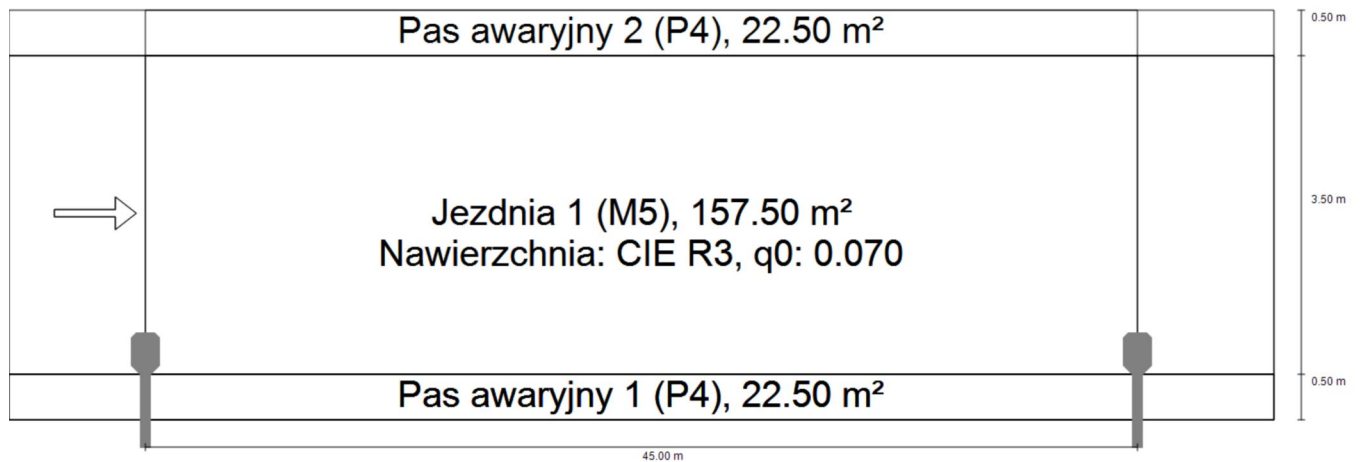 Pas awaryjny 2 (P4), 22.50 m²
0.50 m
Jezdnia 1 (M5), 157.50 m²
Nawierzchnia: CIE R3, q0: 0.070
3.50 m
Pas awaryjny 1 (P4), 22.50 m²
0.50 m
45.00 m